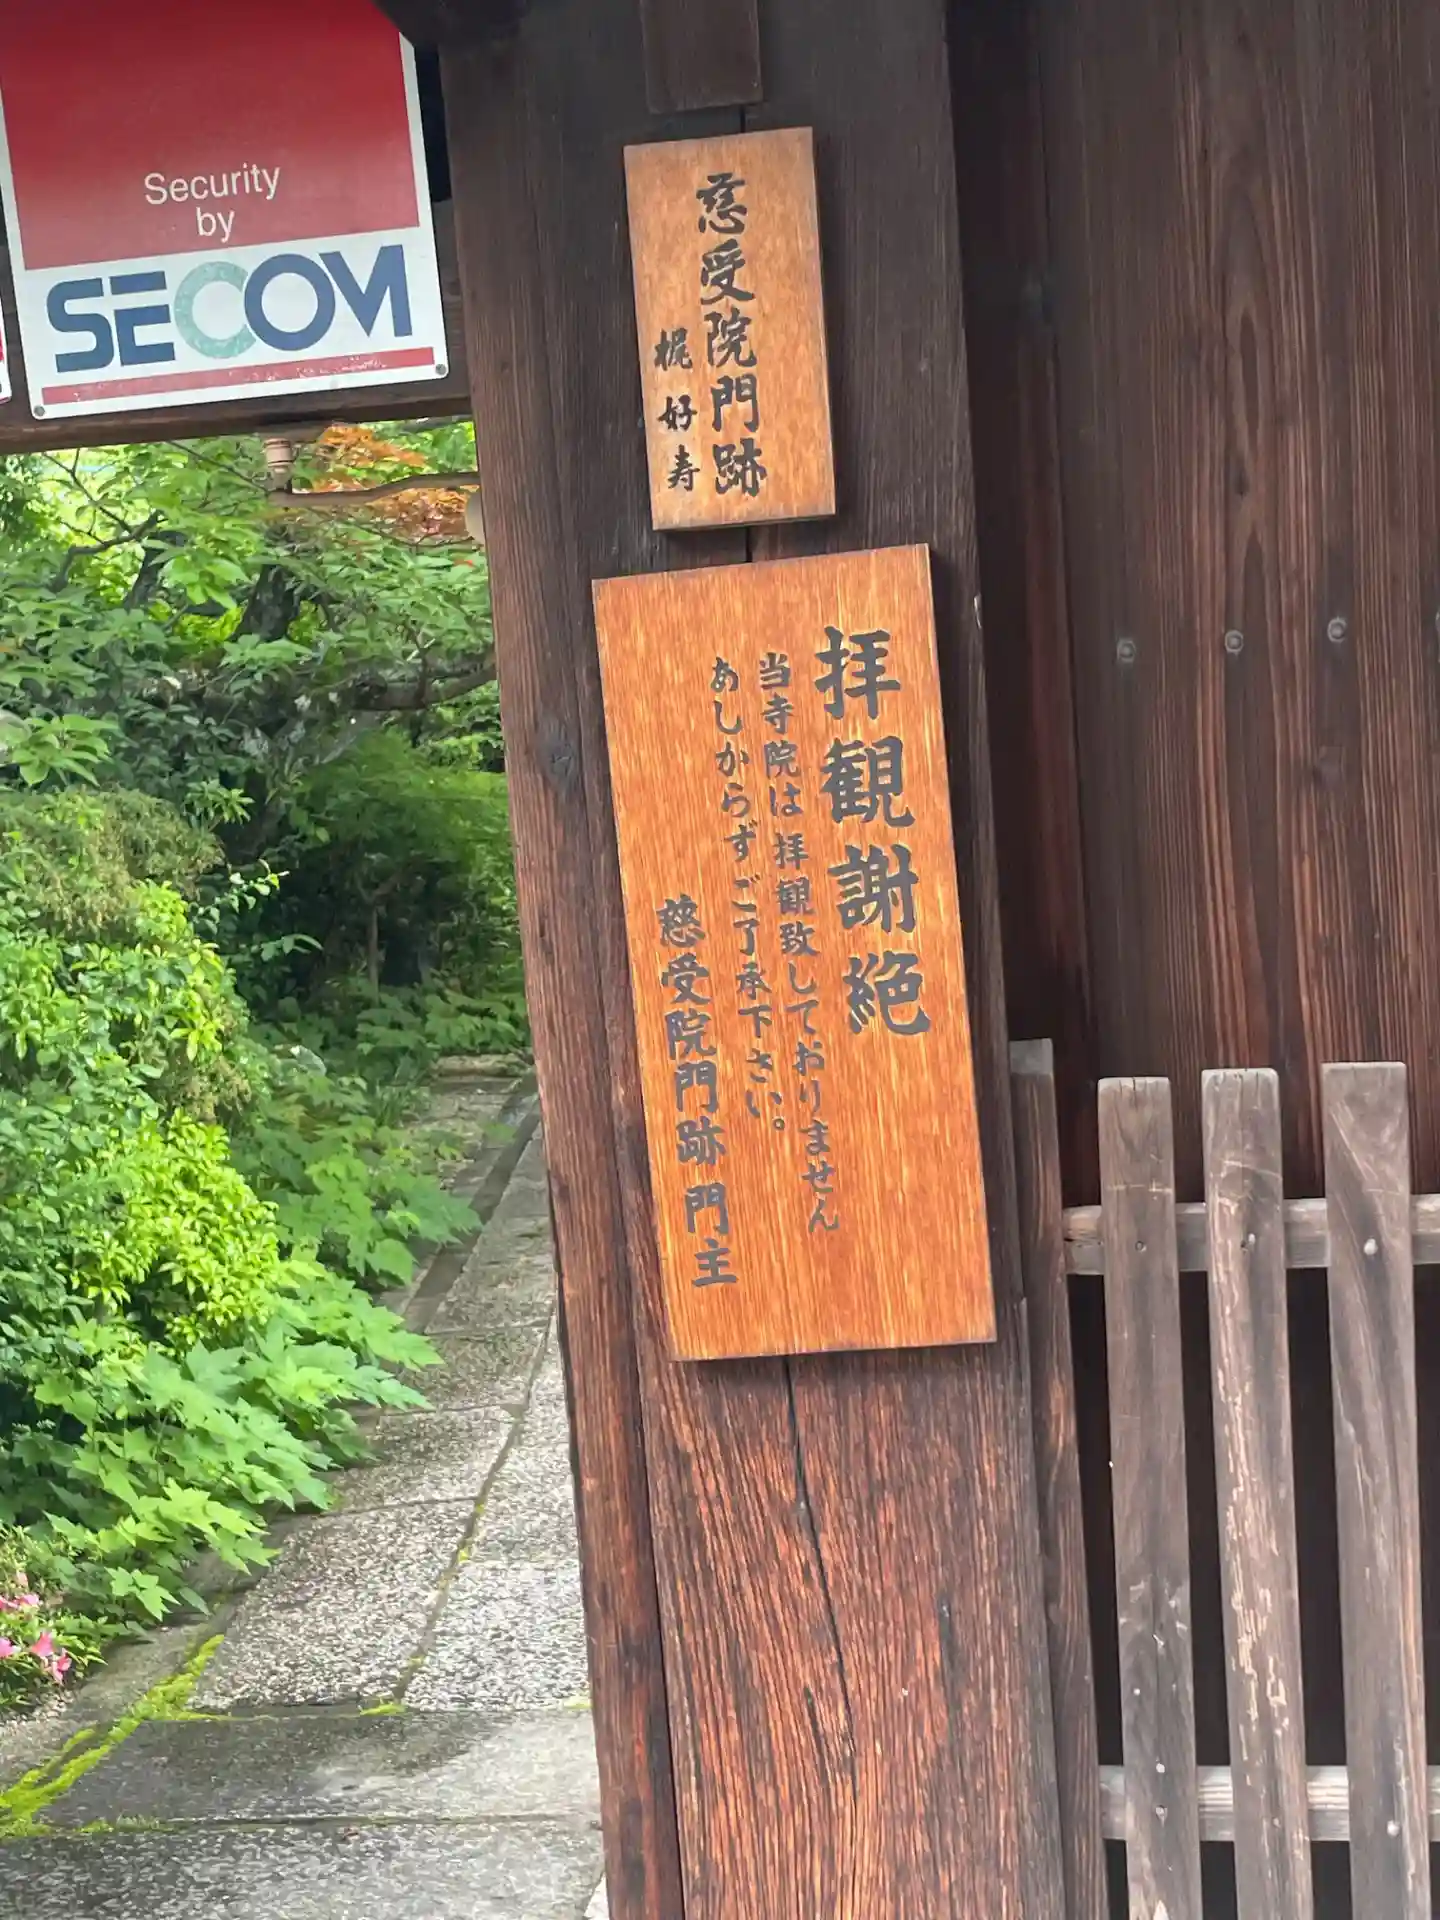 Security
by
SECOM
慈受院門跡
梶好寿
拝観謝絶
当寺院は拝観致しておりません
あしからずご了承下さい。
慈受院門跡 門主